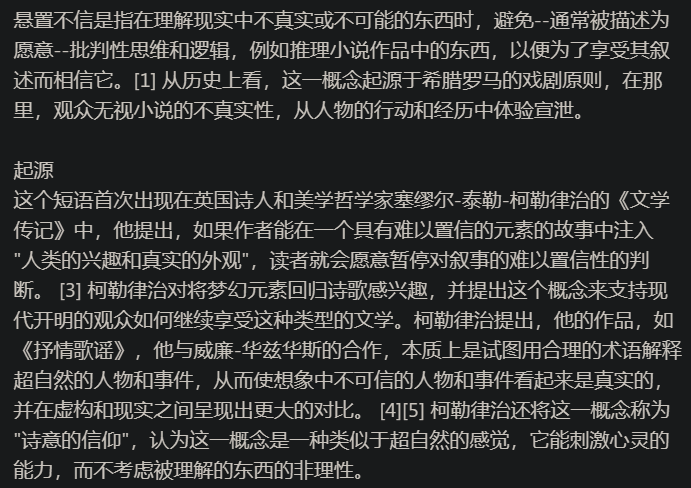 悬置不信是指在理解现实中不真实或不可能的东西时，避免--通常被描述为
愿意--批判性思维和逻辑，例如推理小说作品中的东西，以便为了享受其叙
述而相信它。[1] 从历史上看，这一概念起源于希腊罗马的戏剧原则，在那
里，观众无视小说的不真实性，从人物的行动和经历中体验宣泄。
起源
这个短语首次出现在英国诗人和美学哲学家塞缪尔-泰勒-柯勒律治的《文学
传记》中，他提出，如果作者能在一个具有难以置信的元素的故事中注入
"人类的兴趣和真实的外观"，读者就会愿意暂停对叙事的难以置信性的判
断。 [3] 柯勒律治对将梦幻元素回归诗歌感兴趣，并提出这个概念来支持现
代开明的观众如何继续享受这种类型的文学。柯勒律治提出，他的作品，如
《抒情歌谣》，他与威廉-华兹华斯的合作，本质上是试图用合理的术语解释
超自然的人物和事件，从而使想象中不可信的人物和事件看起来是真实的，
并在虚构和现实之间呈现出更大的对比。 [4][5] 柯勒律治还将这一概念称为
"诗意的信仰"，认为这一概念是一种类似于超自然的感觉，它能刺激心灵的
能力，而不考虑被理解的东西的非理性。